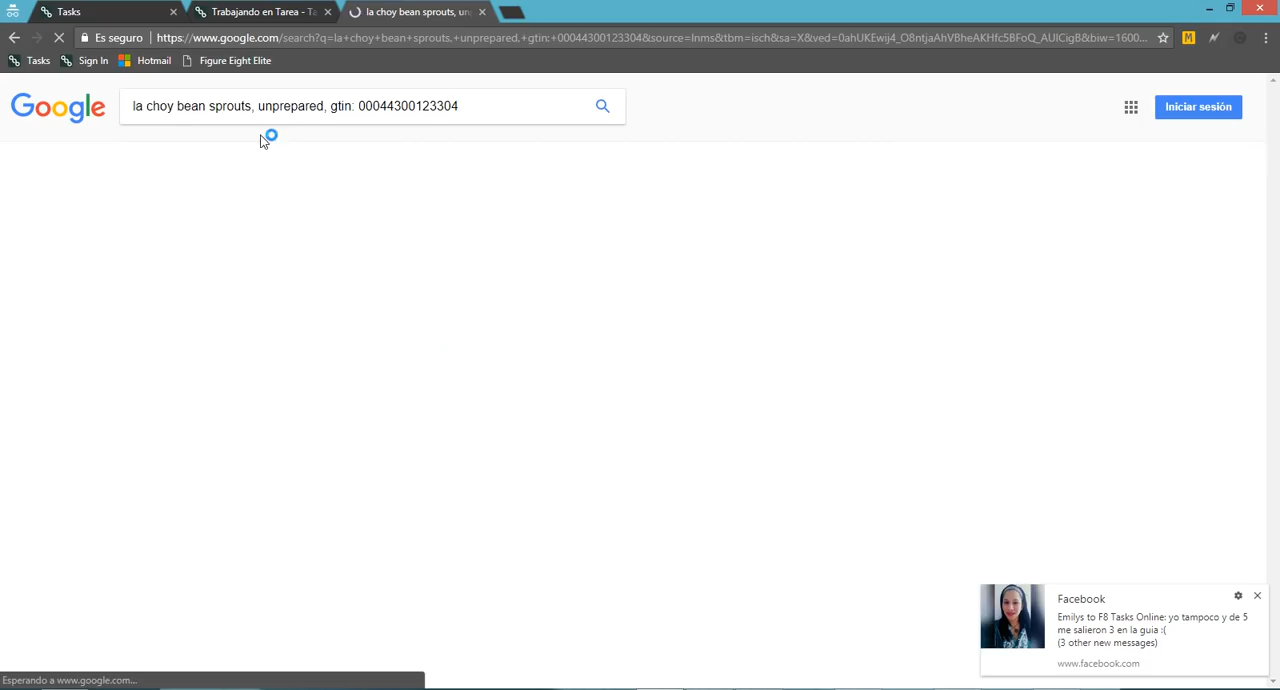 Tasks
Trabajando en Tarea - Ta
la choy bean sprouts, un
Es seguro
https://www.google.com/search?q=la+choy+bean+sprouts,+unprepared,+gtin:+00044300123304&source=lnms&tbm=isch&sa=X&ved=0ahUKEwij4_O8ntjaAhVBheAKHfc5BFoQ_AUICigB&biw=1600...
M
Tasks
Sign In
Hotmail
Figure Eight Elite
Google
la choy bean sprouts, unprepared, gtin: 00044300123304
Iniciar sesión
Facebook
Emilys to F8 Tasks Online: yo tampoco y de 5
me salieron 3 en la guia :(
(3 other new messages)
www.facebook.com
Esperando a www.google.com...